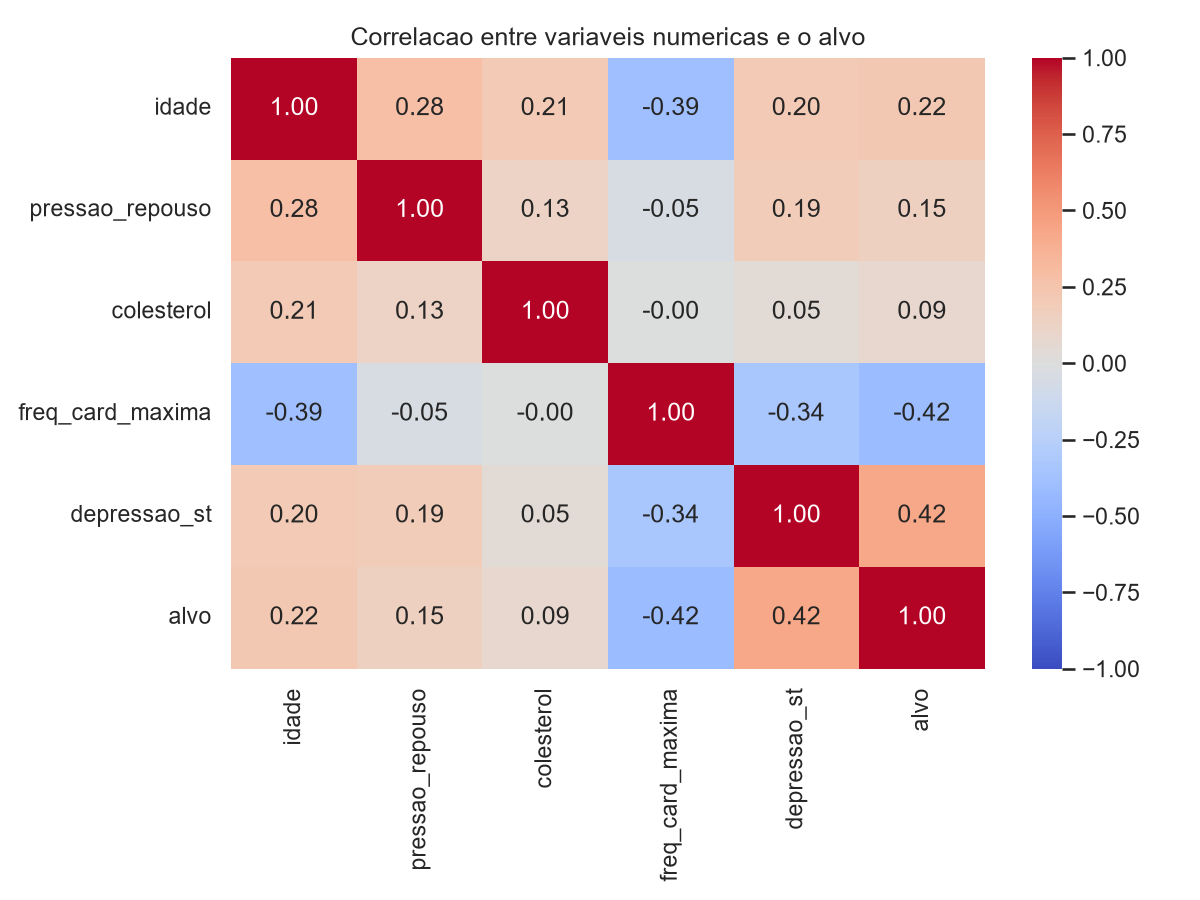 Correlacao entre variaveis numericas e o alvo
idade 1.00 0.28 0.21 -0.39 0.20 0.22
pressao_repouso 0.28 1.00 0.13 -0.05 0.19 0.15
colesterol 0.21 0.13 1.00 -0.00 0.05 0.09
freq_card_maxima -0.39 -0.05 -0.00 1.00 -0.34 -0.42
depressao_st 0.20 0.19 0.05 -0.34 1.00 0.42
alvo 0.22 0.15 0.09 -0.42 0.42 1.00
idade
pressao_repouso
colesterol
freq_card_maxima
depressao_st
alvo
1.00
0.75
0.50
0.25
0.00
−0.25
−0.50
−0.75
−1.00